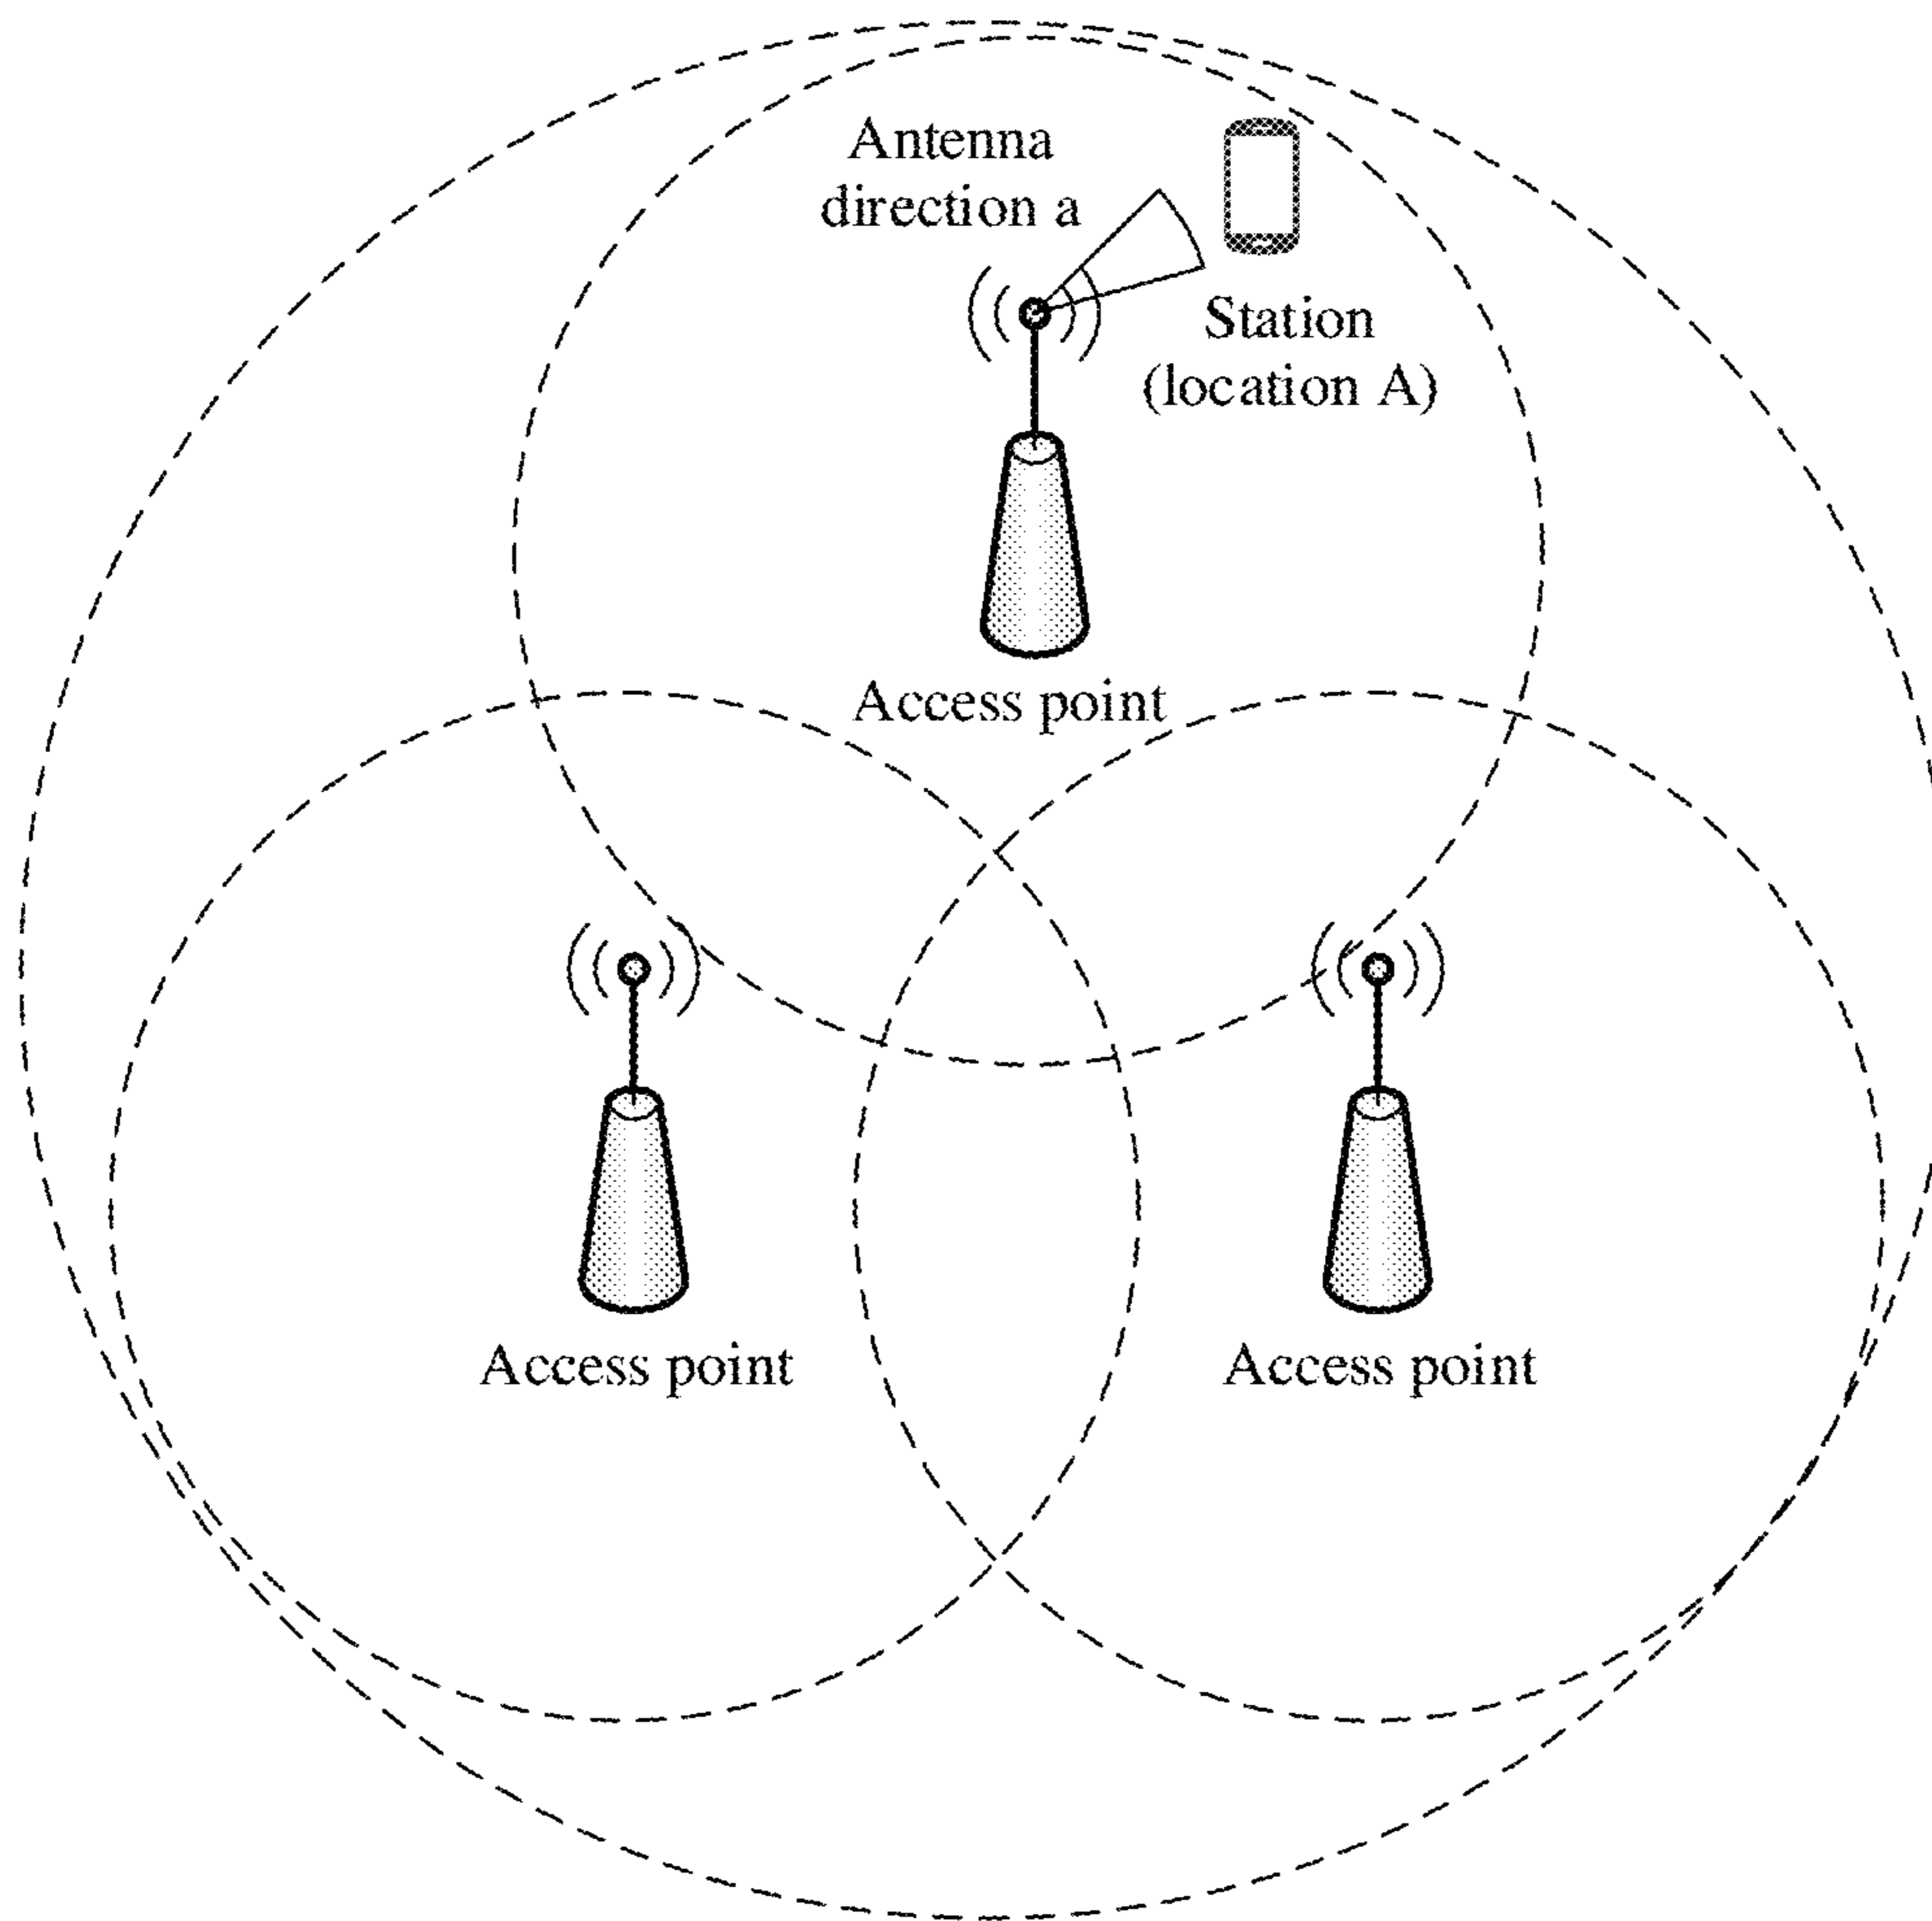 Antenna
direction a
Station
(location A)
Access point
Access point
Access point